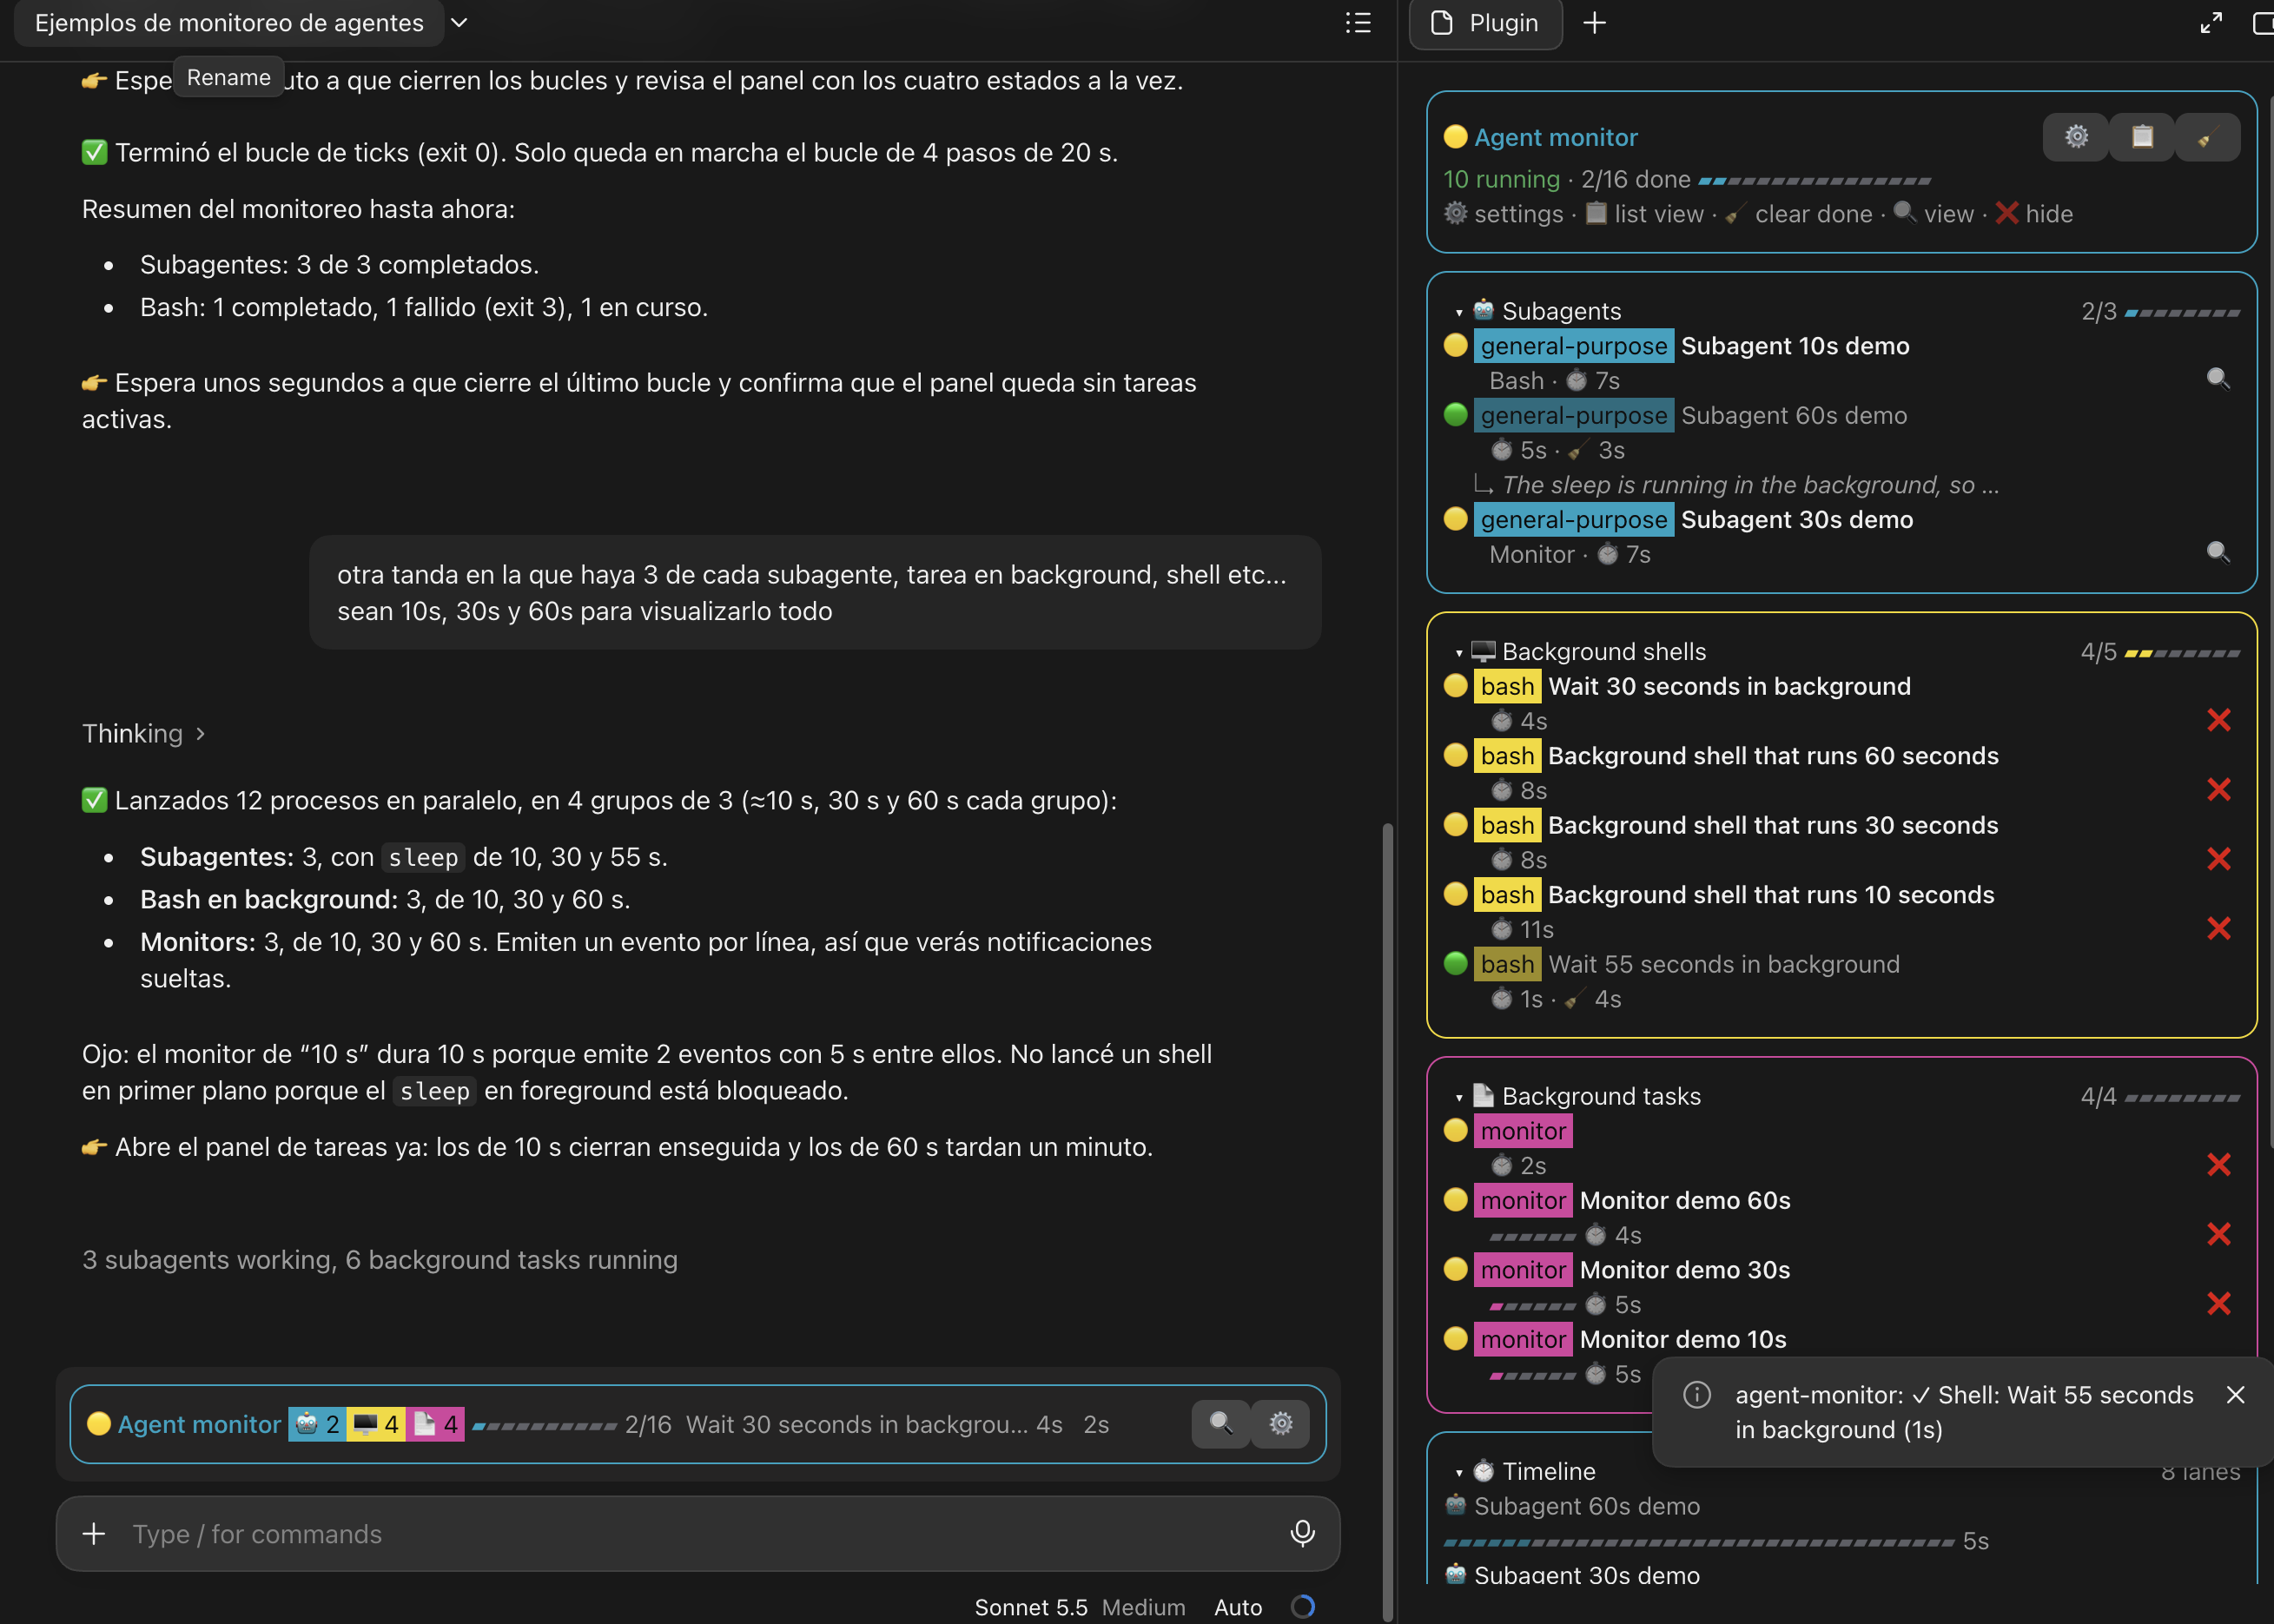 Ejemplos de monitoreo de agentes
Rename
👉 Espe
uto a que cierren los bucles y revisa el panel con los cuatro estados a la vez.
✅ Terminó el bucle de ticks (exit 0). Solo queda en marcha el bucle de 4 pasos de 20 s.
Resumen del monitoreo hasta ahora:
• Subagentes: 3 de 3 completados.
• Bash: 1 completado, 1 fallido (exit 3), 1 en curso.
👉 Espera unos segundos a que cierre el último bucle y confirma que el panel queda sin tareas
activas.
otra tanda en la que haya 3 de cada subagente, tarea en background, shell etc...
sean 10s, 30s y 60s para visualizarlo todo
Thinking ›
✅ Lanzados 12 procesos en paralelo, en 4 grupos de 3 (≈10 s, 30 s y 60 s cada grupo):
• Subagentes: 3, con sleep de 10, 30 y 55 s.
• Bash en background: 3, de 10, 30 y 60 s.
• Monitors: 3, de 10, 30 y 60 s. Emiten un evento por línea, así que verás notificaciones
sueltas.
Ojo: el monitor de “10 s” dura 10 s porque emite 2 eventos con 5 s entre ellos. No lancé un shell
en primer plano porque el sleep en foreground está bloqueado.
👉 Abre el panel de tareas ya: los de 10 s cierran enseguida y los de 60 s tardan un minuto.
3 subagents working, 6 background tasks running
Agent monitor 🤖 2 🖥️ 4 📄 4 2/16 Wait 30 seconds in backgrou... 4s 2s
Type / for commands
Sonnet 5.5 Medium Auto
Plugin
Agent monitor
10 running · 2/16 done
⚙️ settings · 📋 list view · 🧹 clear done · 🔍 view · ❌ hide
▾ 🤖 Subagents 2/3
general-purpose Subagent 10s demo
Bash · ⏱ 7s
general-purpose Subagent 60s demo
⏱ 5s · 🧹 3s
The sleep is running in the background, so ...
general-purpose Subagent 30s demo
Monitor · ⏱ 7s
▾ 🖥️ Background shells 4/5
bash Wait 30 seconds in background
⏱ 4s
bash Background shell that runs 60 seconds
⏱ 8s
bash Background shell that runs 30 seconds
⏱ 8s
bash Background shell that runs 10 seconds
⏱ 11s
bash Wait 55 seconds in background
⏱ 1s · 🧹 4s
▾ 📄 Background tasks 4/4
monitor
⏱ 2s
monitor Monitor demo 60s
⏱ 4s
monitor Monitor demo 30s
⏱ 5s
monitor Monitor demo 10s
⏱ 5s
agent-monitor: ✓ Shell: Wait 55 seconds
in background (1s)
▾ ⏱ Timeline 8 lanes
🤖 Subagent 60s demo
5s
🤖 Subagent 30s demo